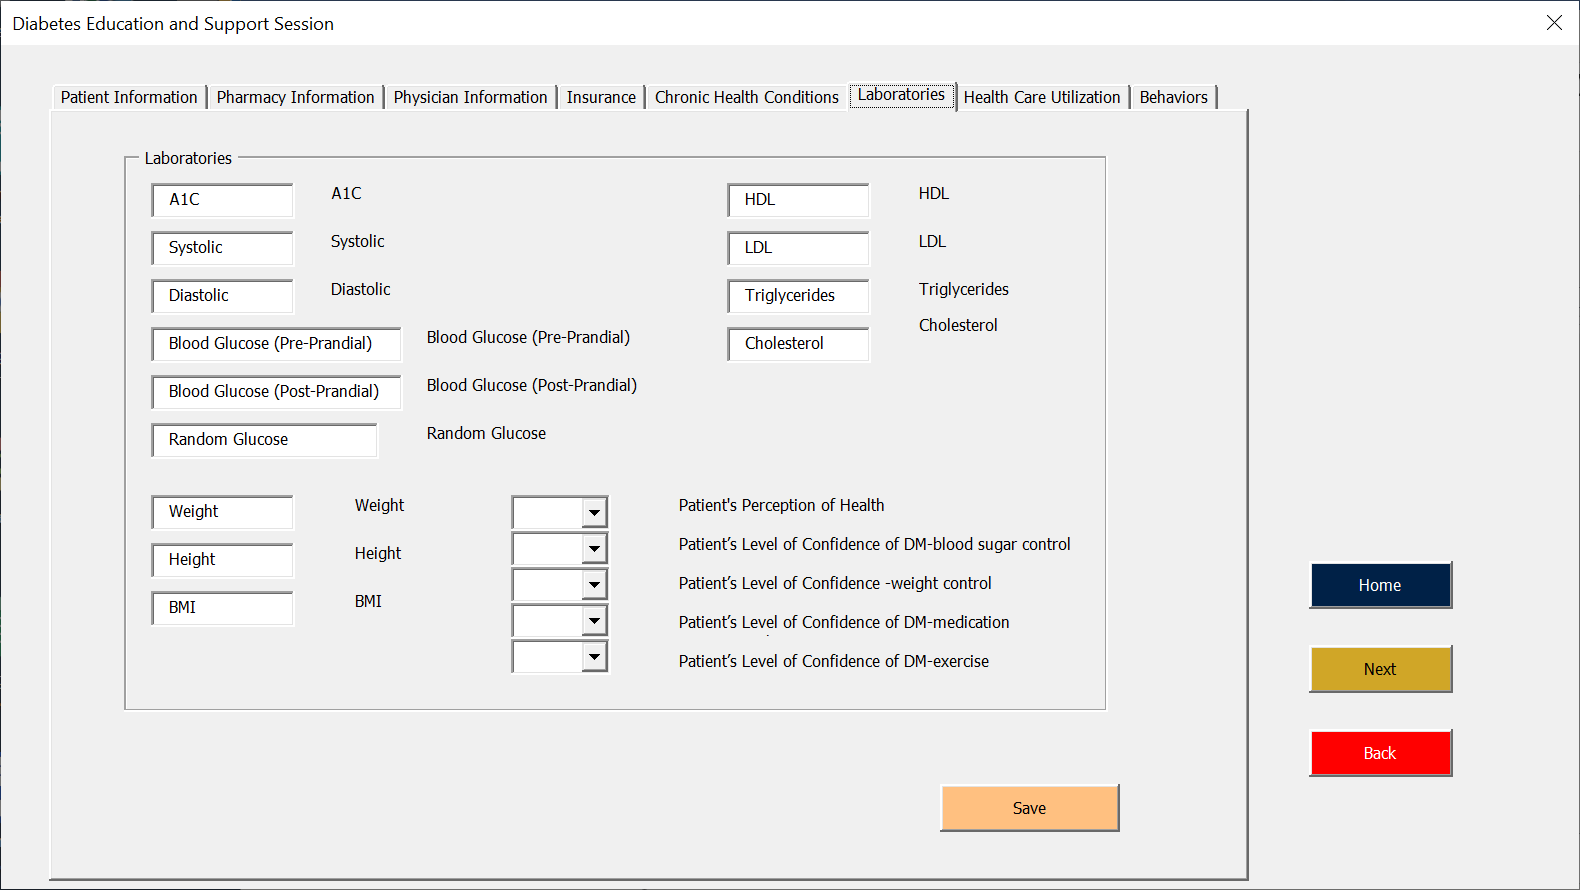 Diabetes Education and Support Session
Patient Information Pharmacy Information Physician Information Insurance Chronic Health Conditions Laboratories Health Care Utilization Behaviors
Laboratories
A1C A1C HDL HDL
Systolic Systolic LDL LDL
Diastolic Diastolic Triglycerides Triglycerides
Blood Glucose (Pre-Prandial) Blood Glucose (Pre-Prandial) Cholesterol Cholesterol
Blood Glucose (Post-Prandial) Blood Glucose (Post-Prandial)
Random Glucose Random Glucose
Weight Weight Patient's Perception of Health
Height Height Patient’s Level of Confidence of DM-blood sugar control
Patient’s Level of Confidence -weight control
BMI BMI Patient’s Level of Confidence of DM-medication
Patient’s Level of Confidence of DM-exercise
Home
Next
Back
Save